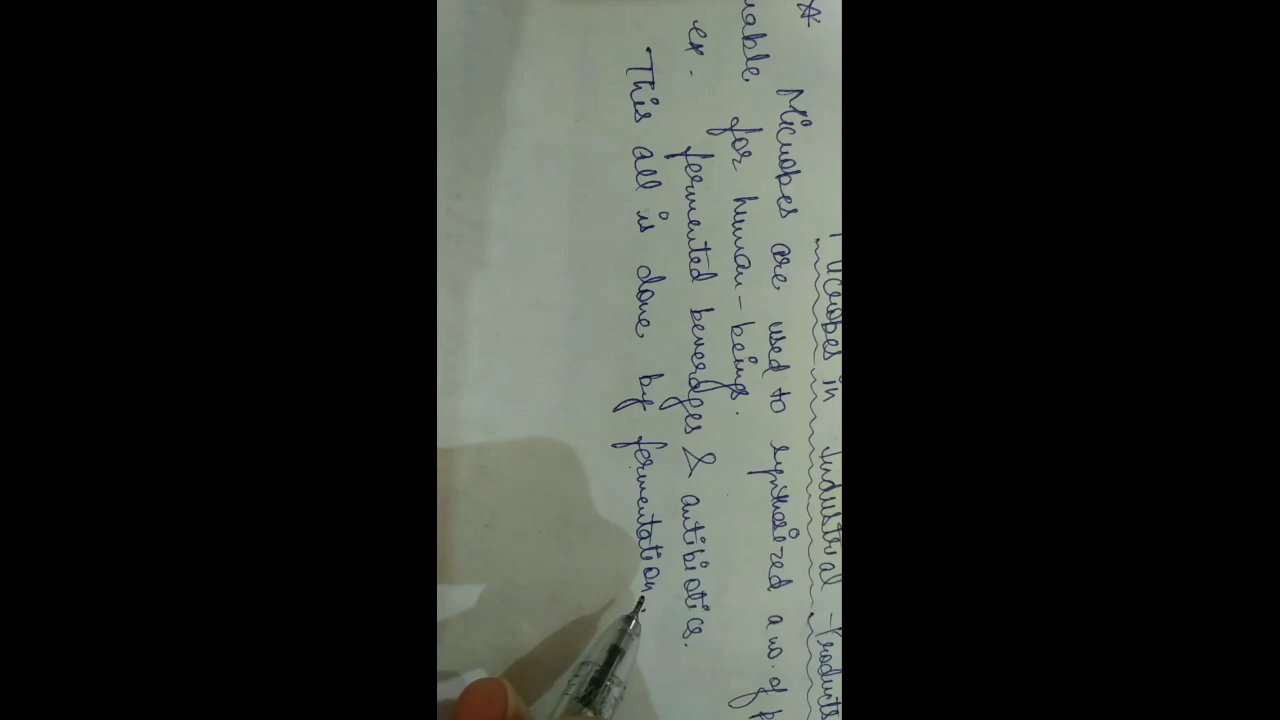 Microbes in Industrial Products
* Microbes are used to synthesized a no. of
for human-beings.
ex. fermented beverages & antibiotics.
This all is done by fermentation.